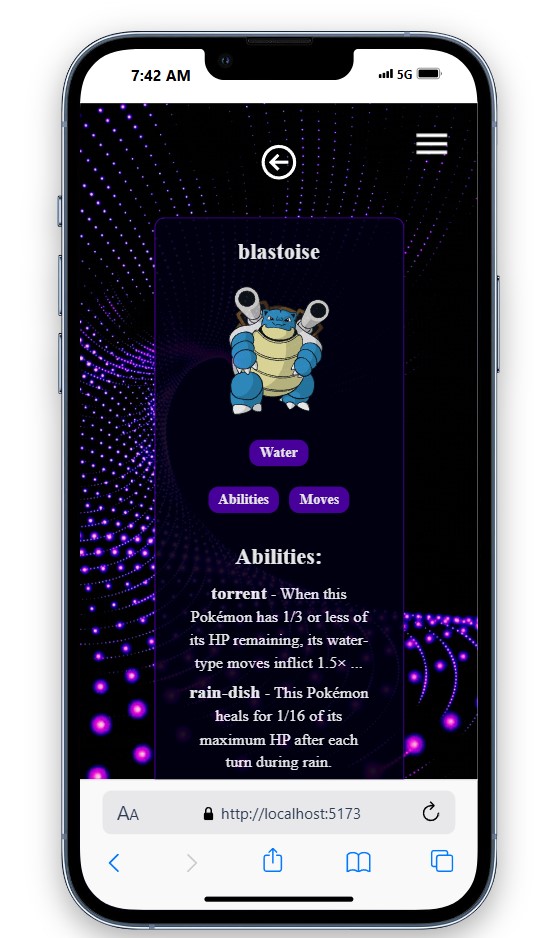 7:42 AM 5G
blastoise
Water
Abilities Moves
Abilities:
torrent - When this
Pokémon has 1/3 or less of
its HP remaining, its water-
type moves inflict 1.5× ...
rain-dish - This Pokémon
heals for 1/16 of its
maximum HP after each
turn during rain.
AA http://localhost:5173